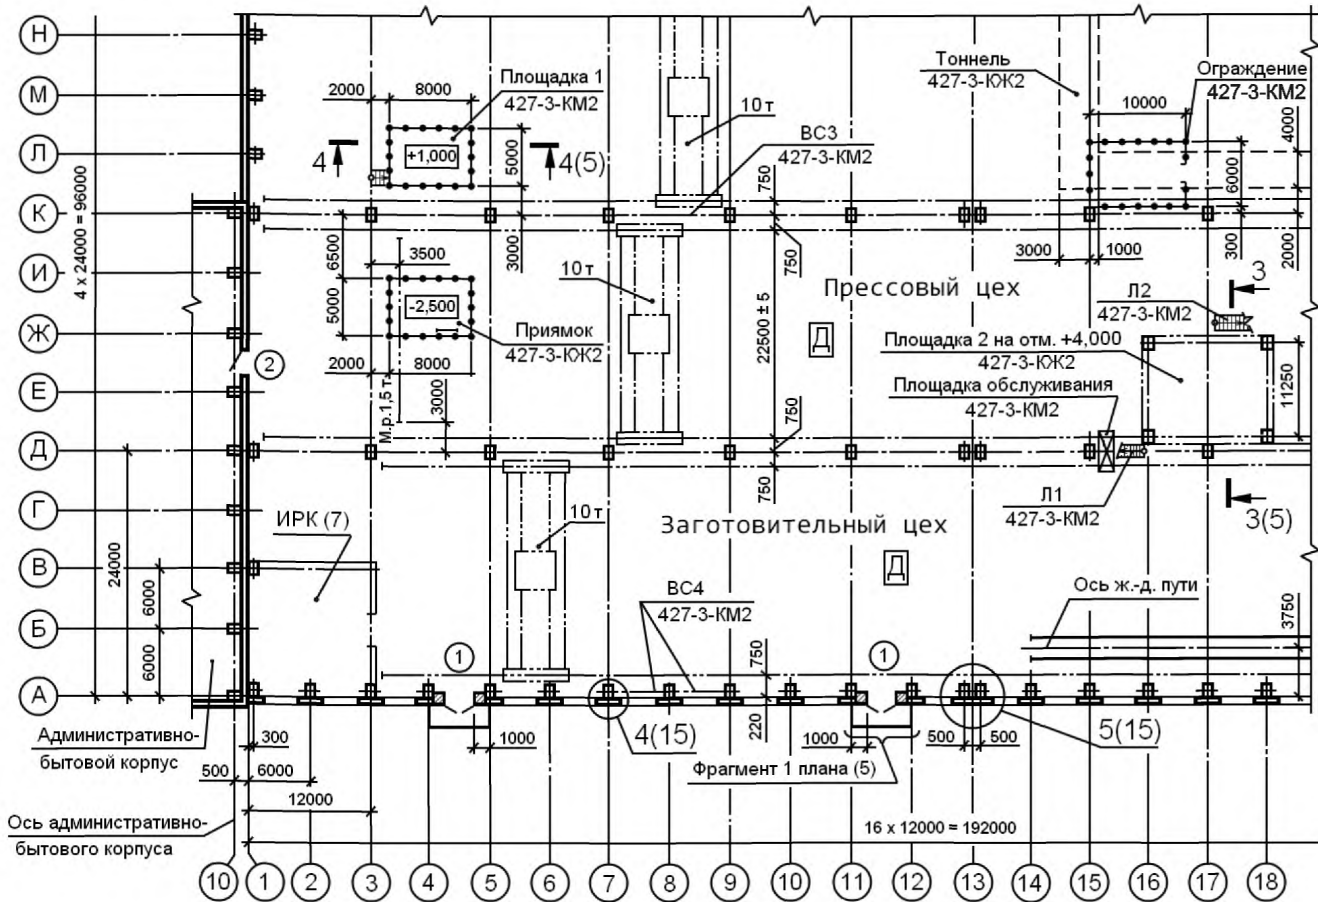 Н
М
Л
К
И
Ж
Е
Д
Г
В
Б
А
4 x 24000 = 96000
24000
6000
6000
2000
8000
Площадка 1
427-3-КМ2
+1,000
5000
3000
4
4(5)
10т
ВС3
427-3-КМ2
750
750
Тоннель
427-3-КЖ2
10000
Ограждение
427-3-КМ2
4000
6000
3000
1000
300
2000
6500
5000
3500
-2,500
Приямок
427-3-КЖ2
2000
8000
М.р.1,5 т
3000
10т
22500 ± 5
Прессовый цех
Д
3
Л2
427-3-КМ2
Площадка 2 на отм. +4,000
427-3-КЖ2
Площадка обслуживания
427-3-КМ2
11250
2
750
750
Л1
427-3-КМ2
3(5)
ИРК (7)
10т
Заготовительный цех
Д
ВС4
427-3-КМ2
Ось ж.-д. пути
3750
1
1
750
220
4(15)
5(15)
1000
1000
500
500
Фрагмент 1 плана (5)
Административно-
бытовой корпус
300
500
6000
12000
Ось административно-
бытового корпуса
16 x 12000 = 192000
10
1
2
3
4
5
6
7
8
9
10
11
12
13
14
15
16
17
18